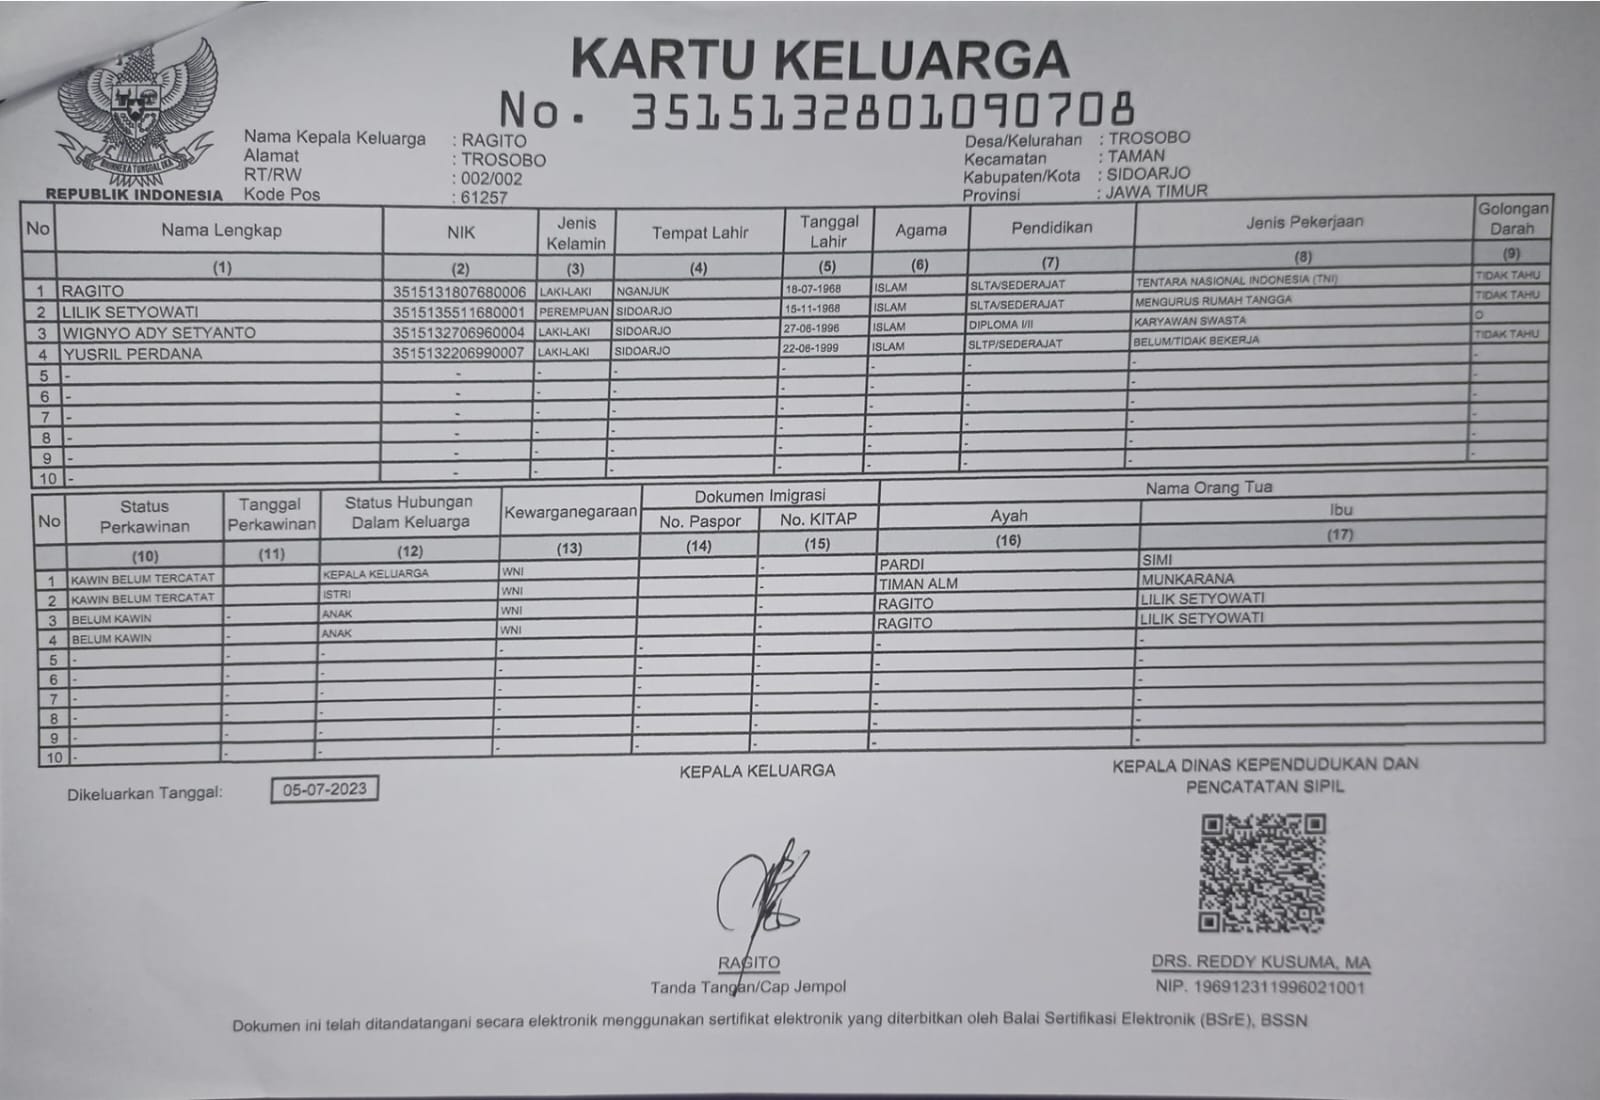 KARTU KELUARGA
No. 3515132801090708
Nama Kepala Keluarga : RAGITO
Alamat : TROSOBO
RT/RW : 002/002
Kode Pos : 61257
Desa/Kelurahan : TROSOBO
Kecamatan : TAMAN
Kabupaten/Kota : SIDOARJO
Provinsi : JAWA TIMUR
BHINNEKA TUNGGAL IKA
REPUBLIK INDONESIA
No Nama Lengkap NIK Jenis Kelamin Tempat Lahir Tanggal Lahir Agama Pendidikan Jenis Pekerjaan Golongan Darah
(1) (2) (3) (4) (5) (6) (7) (8) (9)
1 RAGITO 3515131807680006 LAKI-LAKI NGANJUK 18-07-1968 ISLAM SLTA/SEDERAJAT TENTARA NASIONAL INDONESIA (TNI) TIDAK TAHU
2 LILIK SETYOWATI 3515135511680001 PEREMPUAN SIDOARJO 15-11-1968 ISLAM SLTA/SEDERAJAT MENGURUS RUMAH TANGGA TIDAK TAHU
3 WIGNYO ADY SETYANTO 3515132706960004 LAKI-LAKI SIDOARJO 27-06-1996 ISLAM DIPLOMA I/II KARYAWAN SWASTA O
4 YUSRIL PERDANA 3515132206990007 LAKI-LAKI SIDOARJO 22-06-1999 ISLAM SLTP/SEDERAJAT BELUM/TIDAK BEKERJA TIDAK TAHU
5 - - - - - - - - -
6 - - - - - - - - -
7 - - - - - - - - -
8 - - - - - - - - -
9 - - - - - - - - -
10 - - - - - - - - -
No Status Perkawinan Tanggal Perkawinan Status Hubungan Dalam Keluarga Kewarganegaraan Dokumen Imigrasi Nama Orang Tua
No. Paspor No. KITAP Ayah Ibu
(10) (11) (12) (13) (14) (15) (16) (17)
1 KAWIN BELUM TERCATAT KEPALA KELUARGA WNI - PARDI SIMI
2 KAWIN BELUM TERCATAT ISTRI WNI - TIMAN ALM MUNKARANA
3 BELUM KAWIN - ANAK WNI - RAGITO LILIK SETYOWATI
4 BELUM KAWIN - ANAK WNI - RAGITO LILIK SETYOWATI
5 - - - - - - - -
6 - - - - - - - -
7 - - - - - - - -
8 - - - - - - - -
9 - - - - - - - -
10 - - - - - - - -
Dikeluarkan Tanggal: 05-07-2023
KEPALA KELUARGA
RAGITO
Tanda Tangan/Cap Jempol
KEPALA DINAS KEPENDUDUKAN DAN
PENCATATAN SIPIL
DRS. REDDY KUSUMA, MA
NIP. 196912311996021001
Dokumen ini telah ditandatangani secara elektronik menggunakan sertifikat elektronik yang diterbitkan oleh Balai Sertifikasi Elektronik (BSrE), BSSN